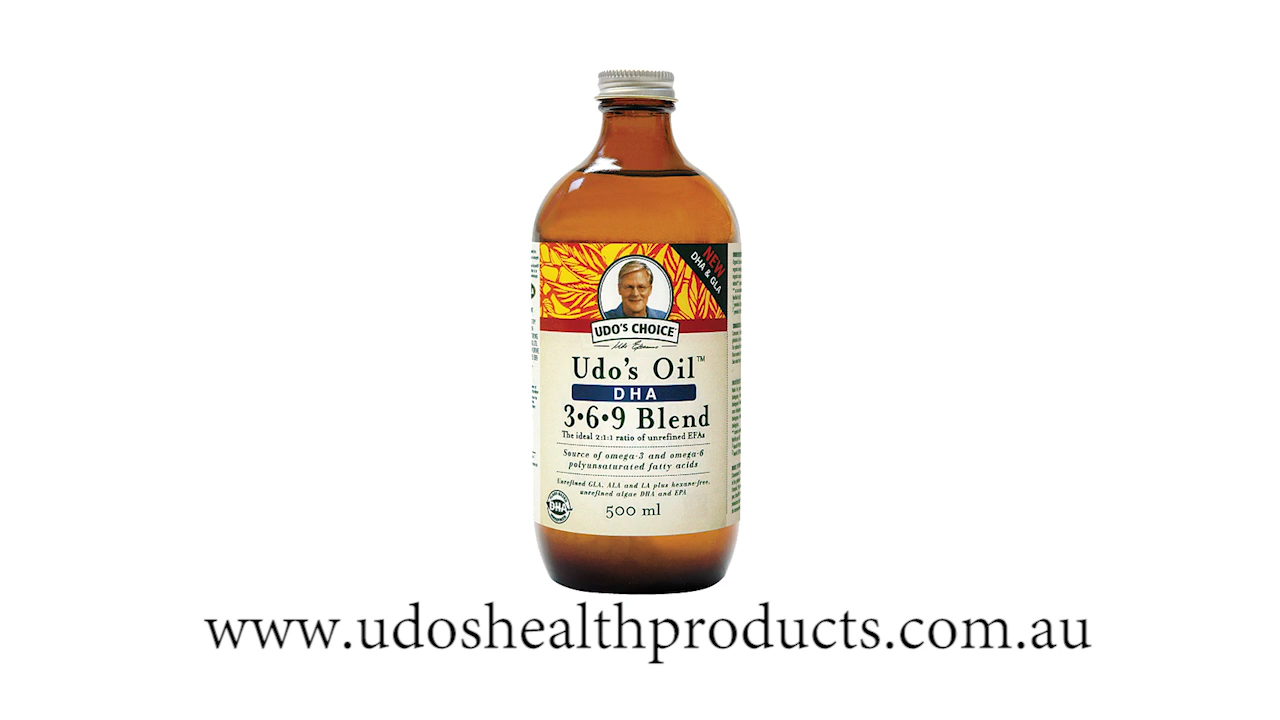 NEW
DHA & GLA
UDO'S CHOICE
Udo's Oil™
DHA
3•6•9 Blend
The ideal 2:1:1 ratio of unrefined EFAs
Source of omega-3 and omega-6
polyunsaturated fatty acids
Unrefined GLA, ALA and LA plus hexane-free,
unrefined algae DHA and EPA
DHA
500 ml
www.udoshealthproducts.com.au